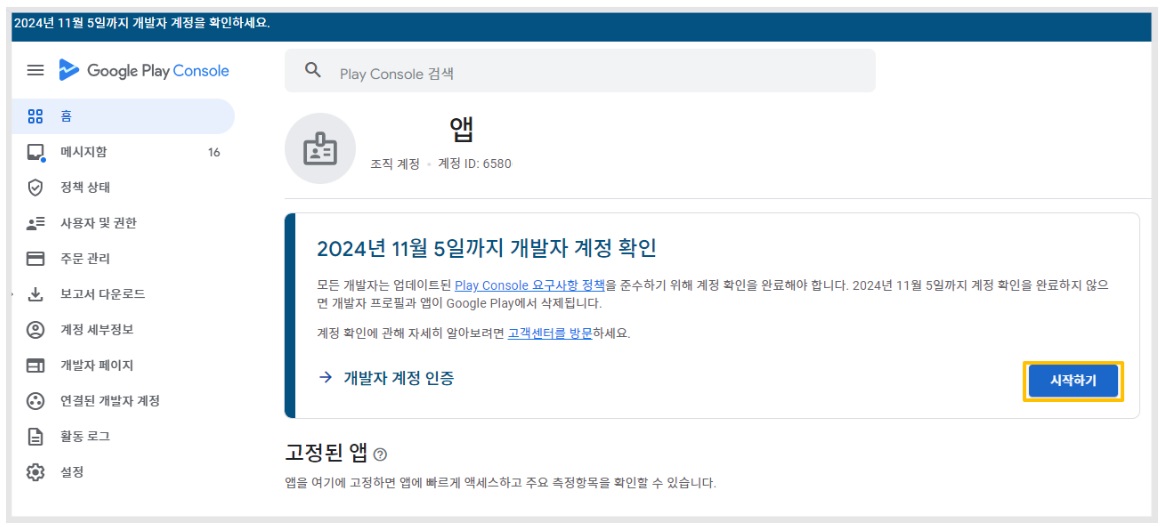 2024년 11월 5일까지 개발자 계정을 확인하세요.
Google Play Console
Play Console 검색
홈
메시지함 16
정책 상태
사용자 및 권한
주문 관리
보고서 다운로드
계정 세부정보
개발자 페이지
연결된 개발자 계정
활동 로그
설정
앱
조직 계정 · 계정 ID: 6580
2024년 11월 5일까지 개발자 계정 확인
모든 개발자는 업데이트된 Play Console 요구사항 정책을 준수하기 위해 계정 확인을 완료해야 합니다. 2024년 11월 5일까지 계정 확인을 완료하지 않으
면 개발자 프로필과 앱이 Google Play에서 삭제됩니다.
계정 확인에 관해 자세히 알아보려면 고객센터를 방문하세요.
→ 개발자 계정 인증
시작하기
고정된 앱 ?
앱을 여기에 고정하면 앱에 빠르게 액세스하고 주요 측정항목을 확인할 수 있습니다.